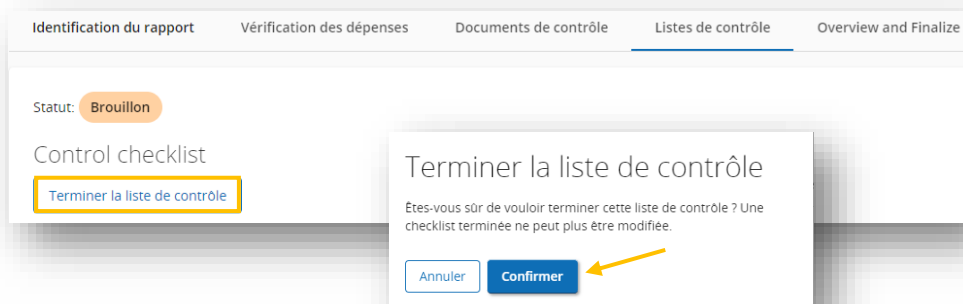 Identification du rapport Vérification des dépenses Documents de contrôle Listes de contrôle Overview and Finalize
Statut: Brouillon
Control checklist
Terminer la liste de contrôle
Terminer la liste de contrôle
Êtes-vous sûr de vouloir terminer cette liste de contrôle ? Une
checklist terminée ne peut plus être modifiée.
Annuler Confirmer